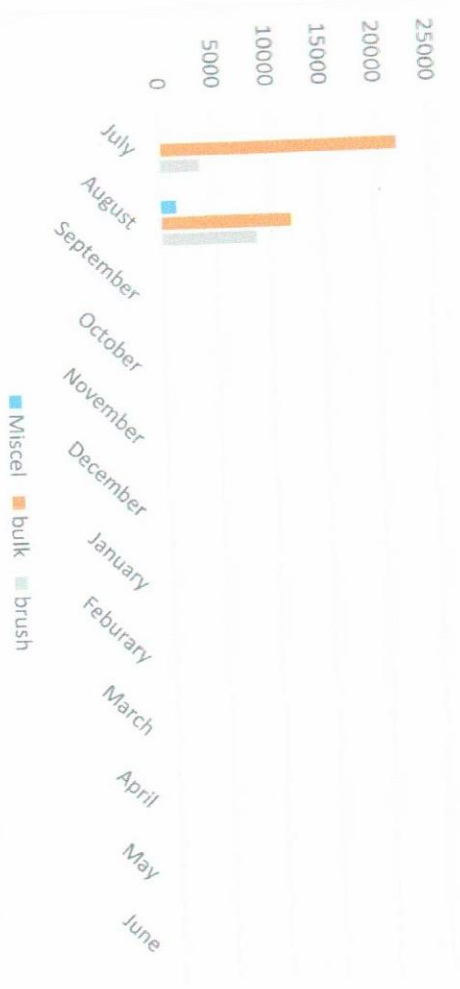 25000
20000
15000
10000
5000
0
July
August
September
October
November
December
January
Feburary
March
April
May
June
Miscel bulk brush